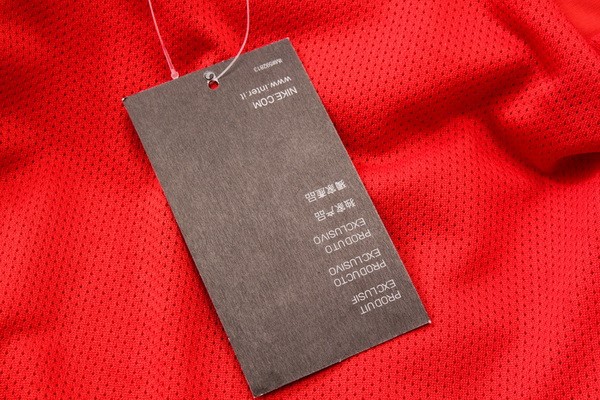 PRODUIT
EXCLUSIF
PRODUCTO
EXCLUSIVO
PRODUTO
EXCLUSIVO
独家产品
獨家產品
NIKE.COM
www.inter.it